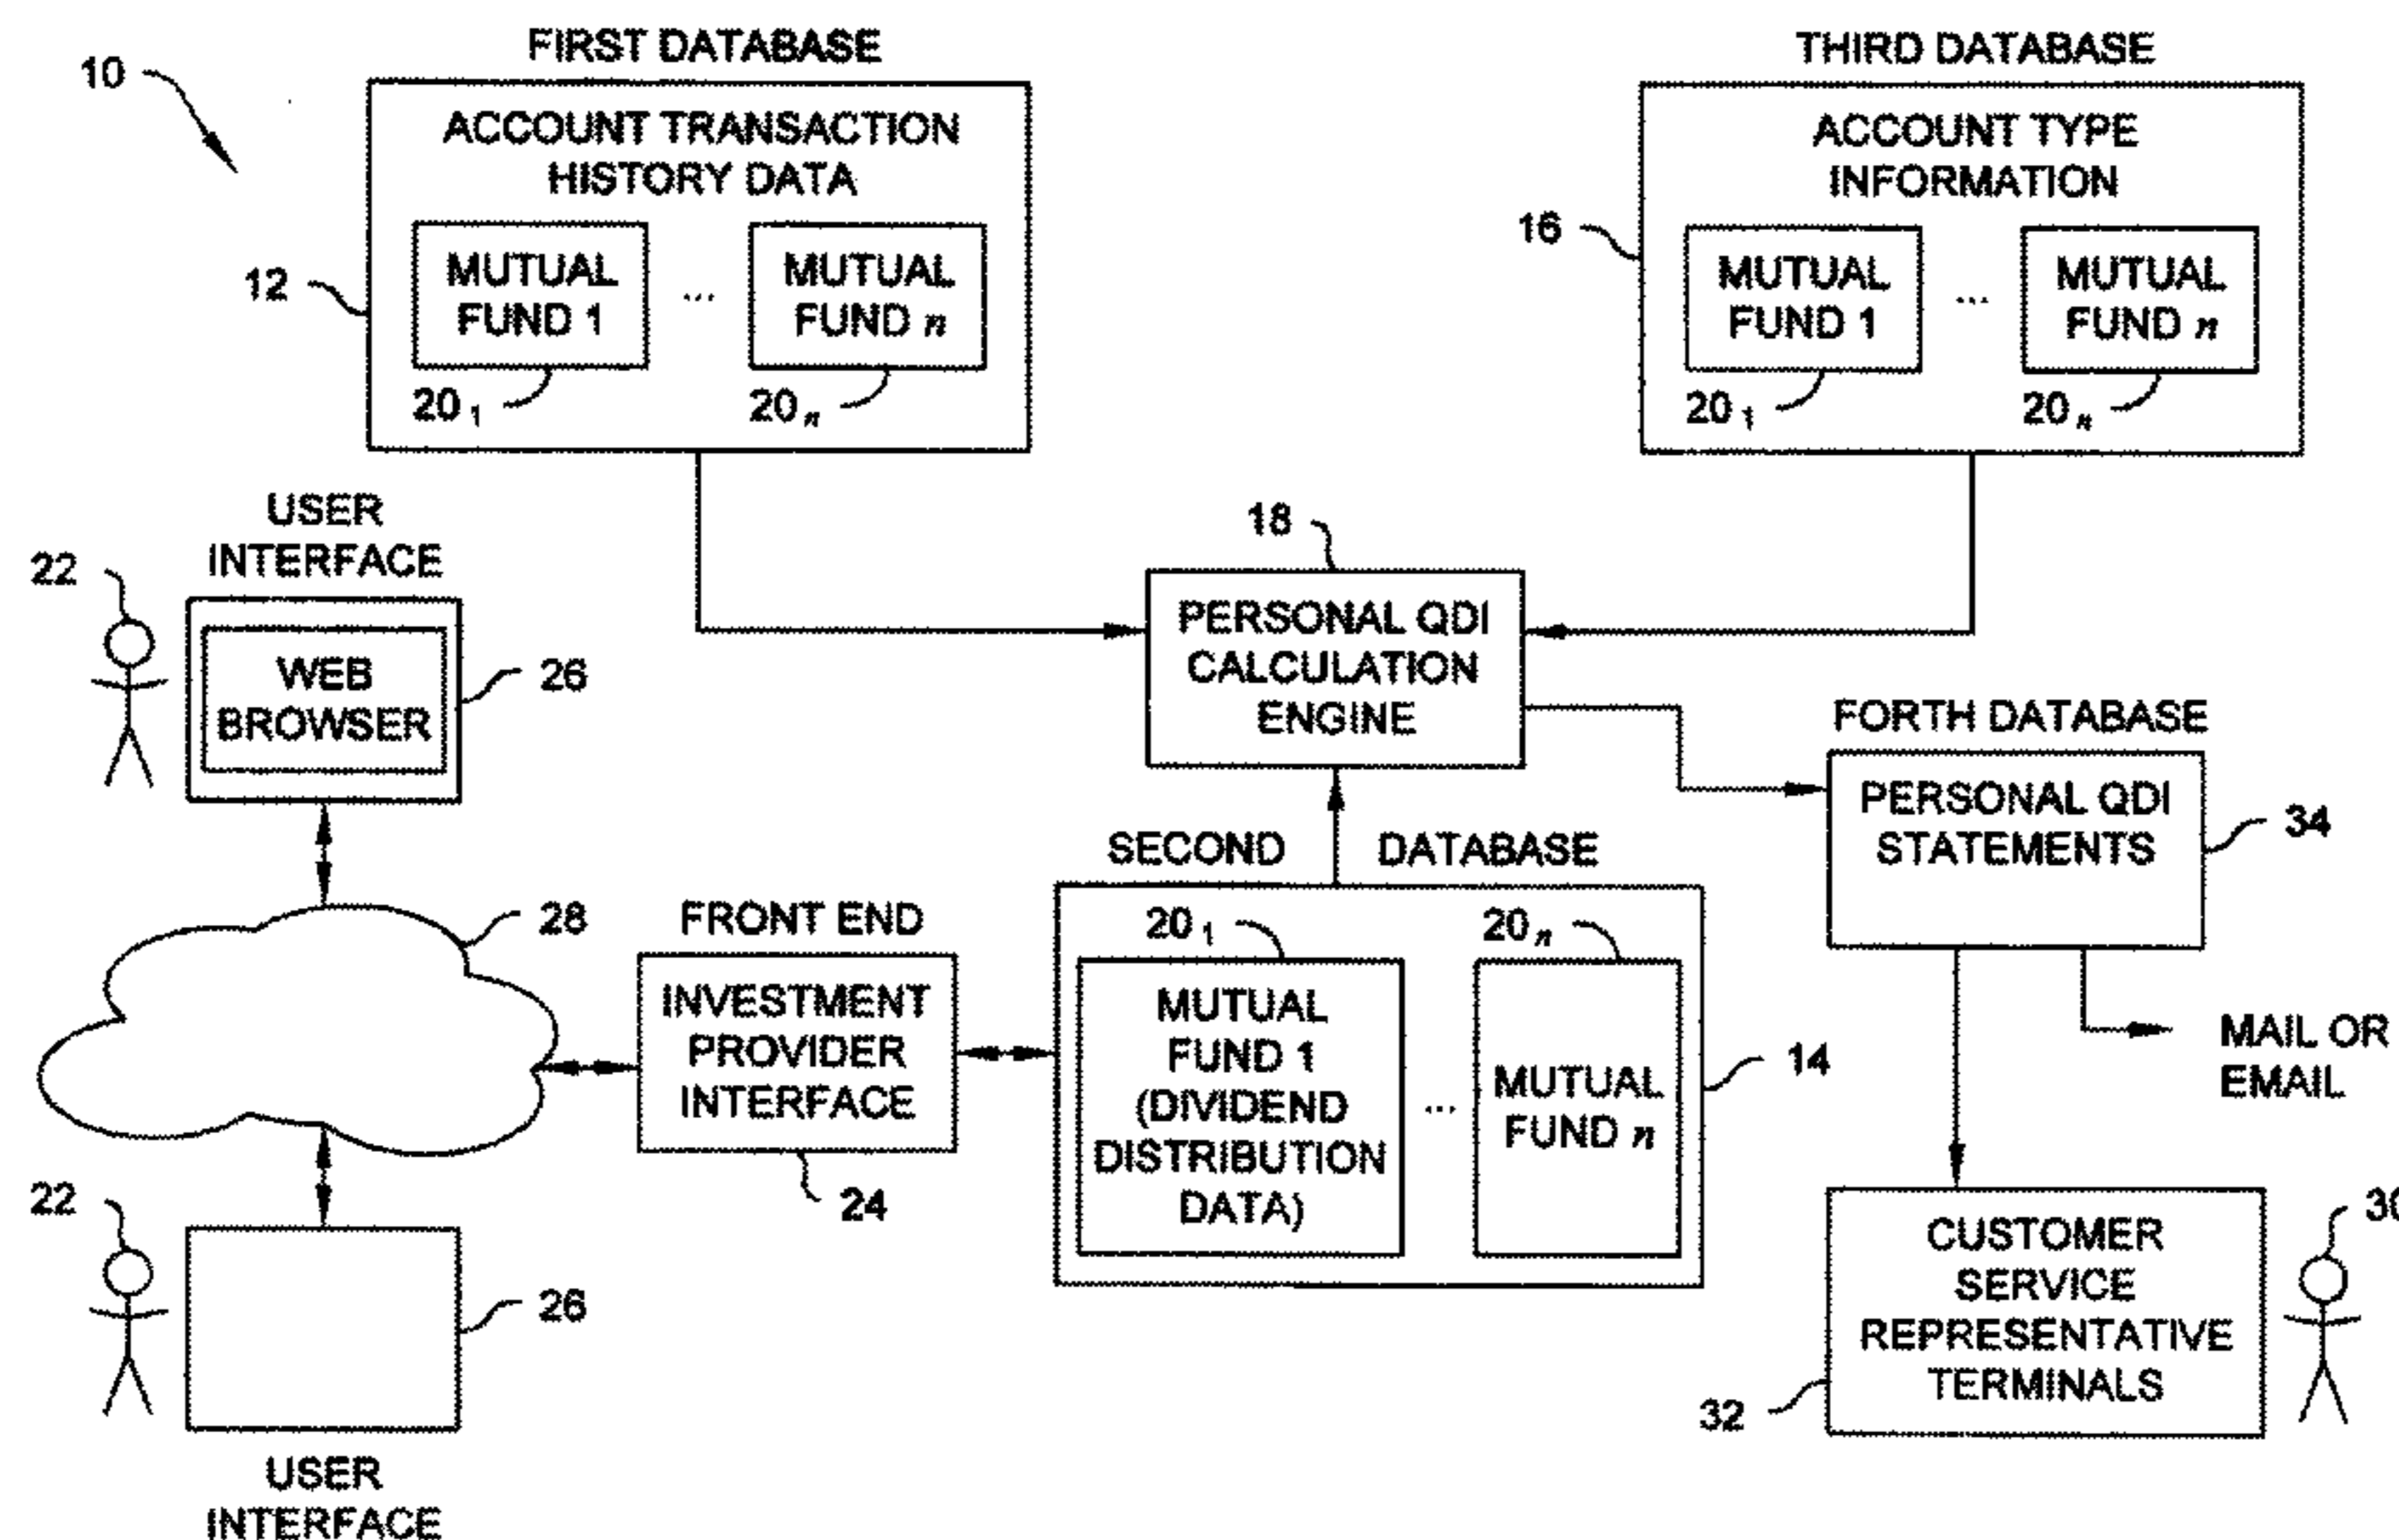 10
FIRST DATABASE
ACCOUNT TRANSACTION
HISTORY DATA
MUTUAL
FUND 1
...
MUTUAL
FUND n
12
20 1
20 n
THIRD DATABASE
ACCOUNT TYPE
INFORMATION
16
MUTUAL
FUND 1
...
MUTUAL
FUND n
20 1
20 n
USER
INTERFACE
22
WEB
BROWSER
26
18
PERSONAL QDI
CALCULATION
ENGINE
FORTH DATABASE
PERSONAL QDI
STATEMENTS
34
SECOND DATABASE
20 1
20 n
MUTUAL
FUND 1
(DIVIDEND
DISTRIBUTION
DATA)
...
MUTUAL
FUND n
14
28
FRONT END
INVESTMENT
PROVIDER
INTERFACE
24
MAIL OR
EMAIL
22
26
USER
INTERFACE
CUSTOMER
SERVICE
REPRESENTATIVE
TERMINALS
32
30